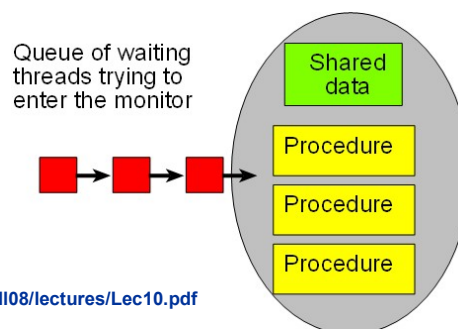 Queue of waiting
threads trying to
enter the monitor
Shared
data
Procedure
Procedure
Procedure
ll08/lectures/Lec10.pdf